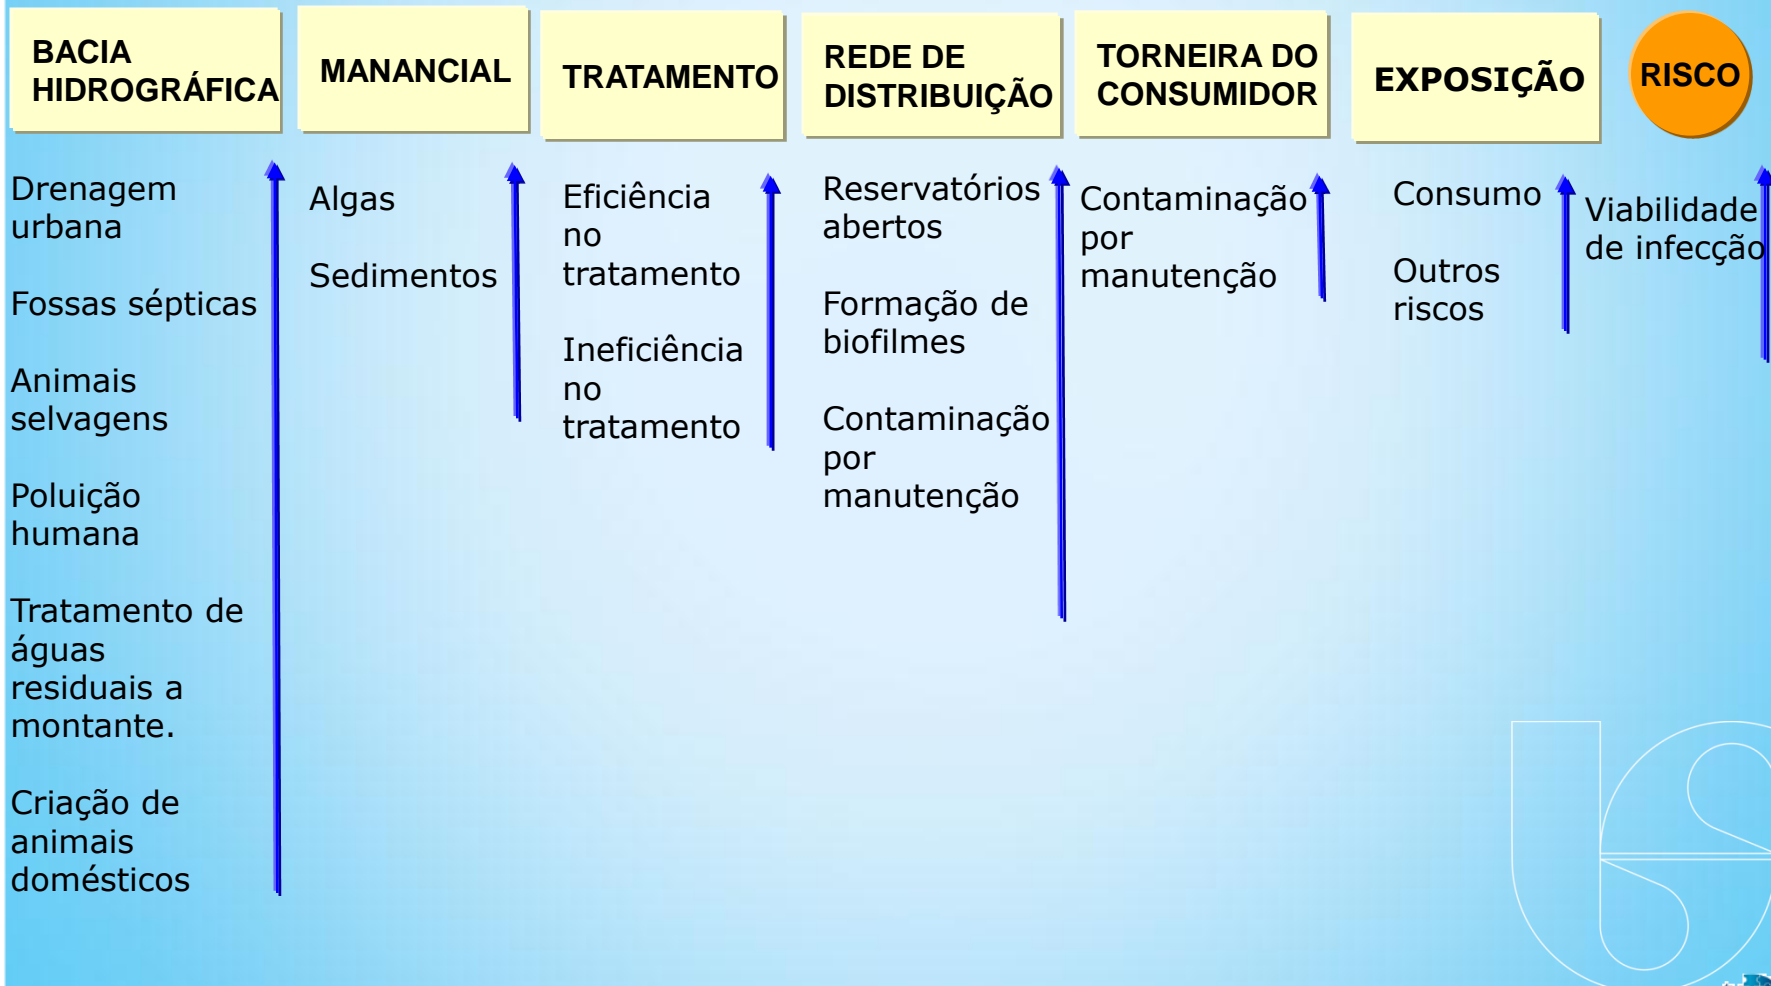 BACIA
HIDROGRÁFICA
MANANCIAL
TRATAMENTO
REDE DE
DISTRIBUIÇÃO
TORNEIRA DO
CONSUMIDOR
EXPOSIÇÃO
RISCO
Drenagem
urbana
Fossas sépticas
Animais
selvagens
Poluição
humana
Tratamento de
águas
residuais a
montante.
Criação de
animais
domésticos
Algas
Sedimentos
Eficiência
no
tratamento
Ineficiência
no
tratamento
Reservatórios
abertos
Formação de
biofilmes
Contaminação
por
manutenção
Contaminação
por
manutenção
Consumo
Outros
riscos
Viabilidade
de infecção